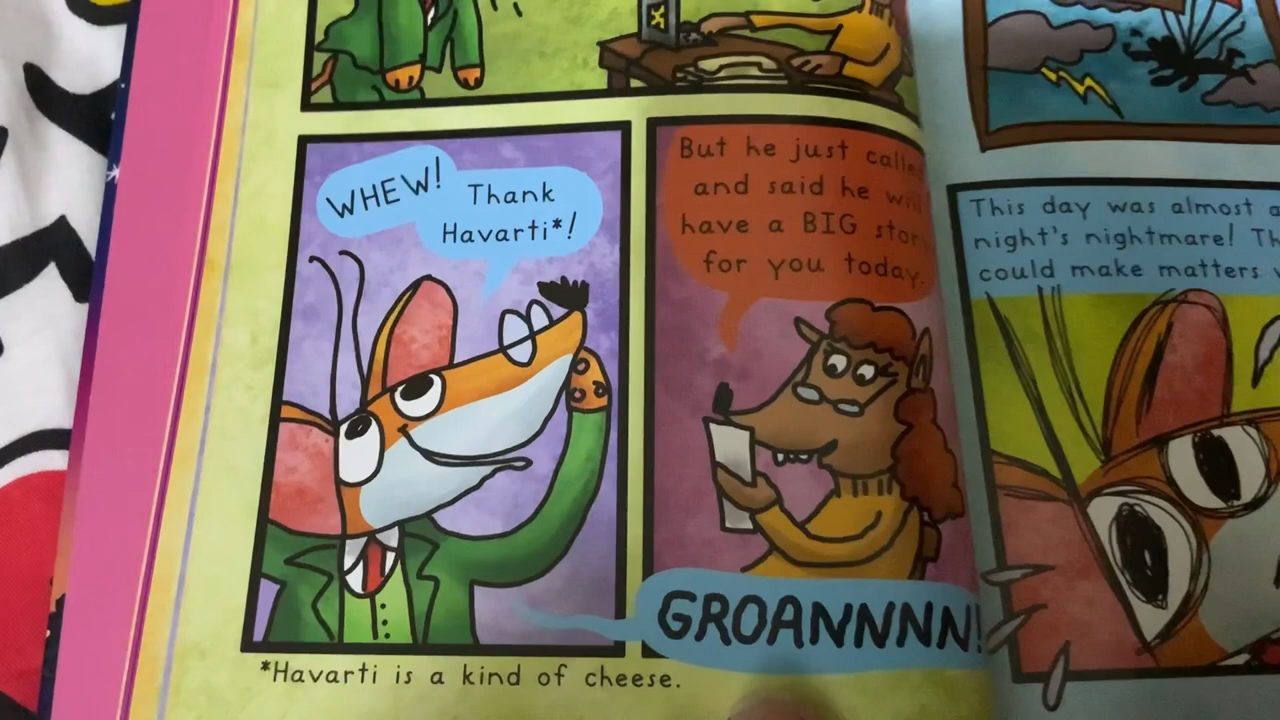 WHEW!
Thank
Havarti*!
But he just
and said he
have a BIG
for you today.
GROANNNN!
*Havarti is a kind of cheese.
This day was almost a
night's nightmare!
could make matters